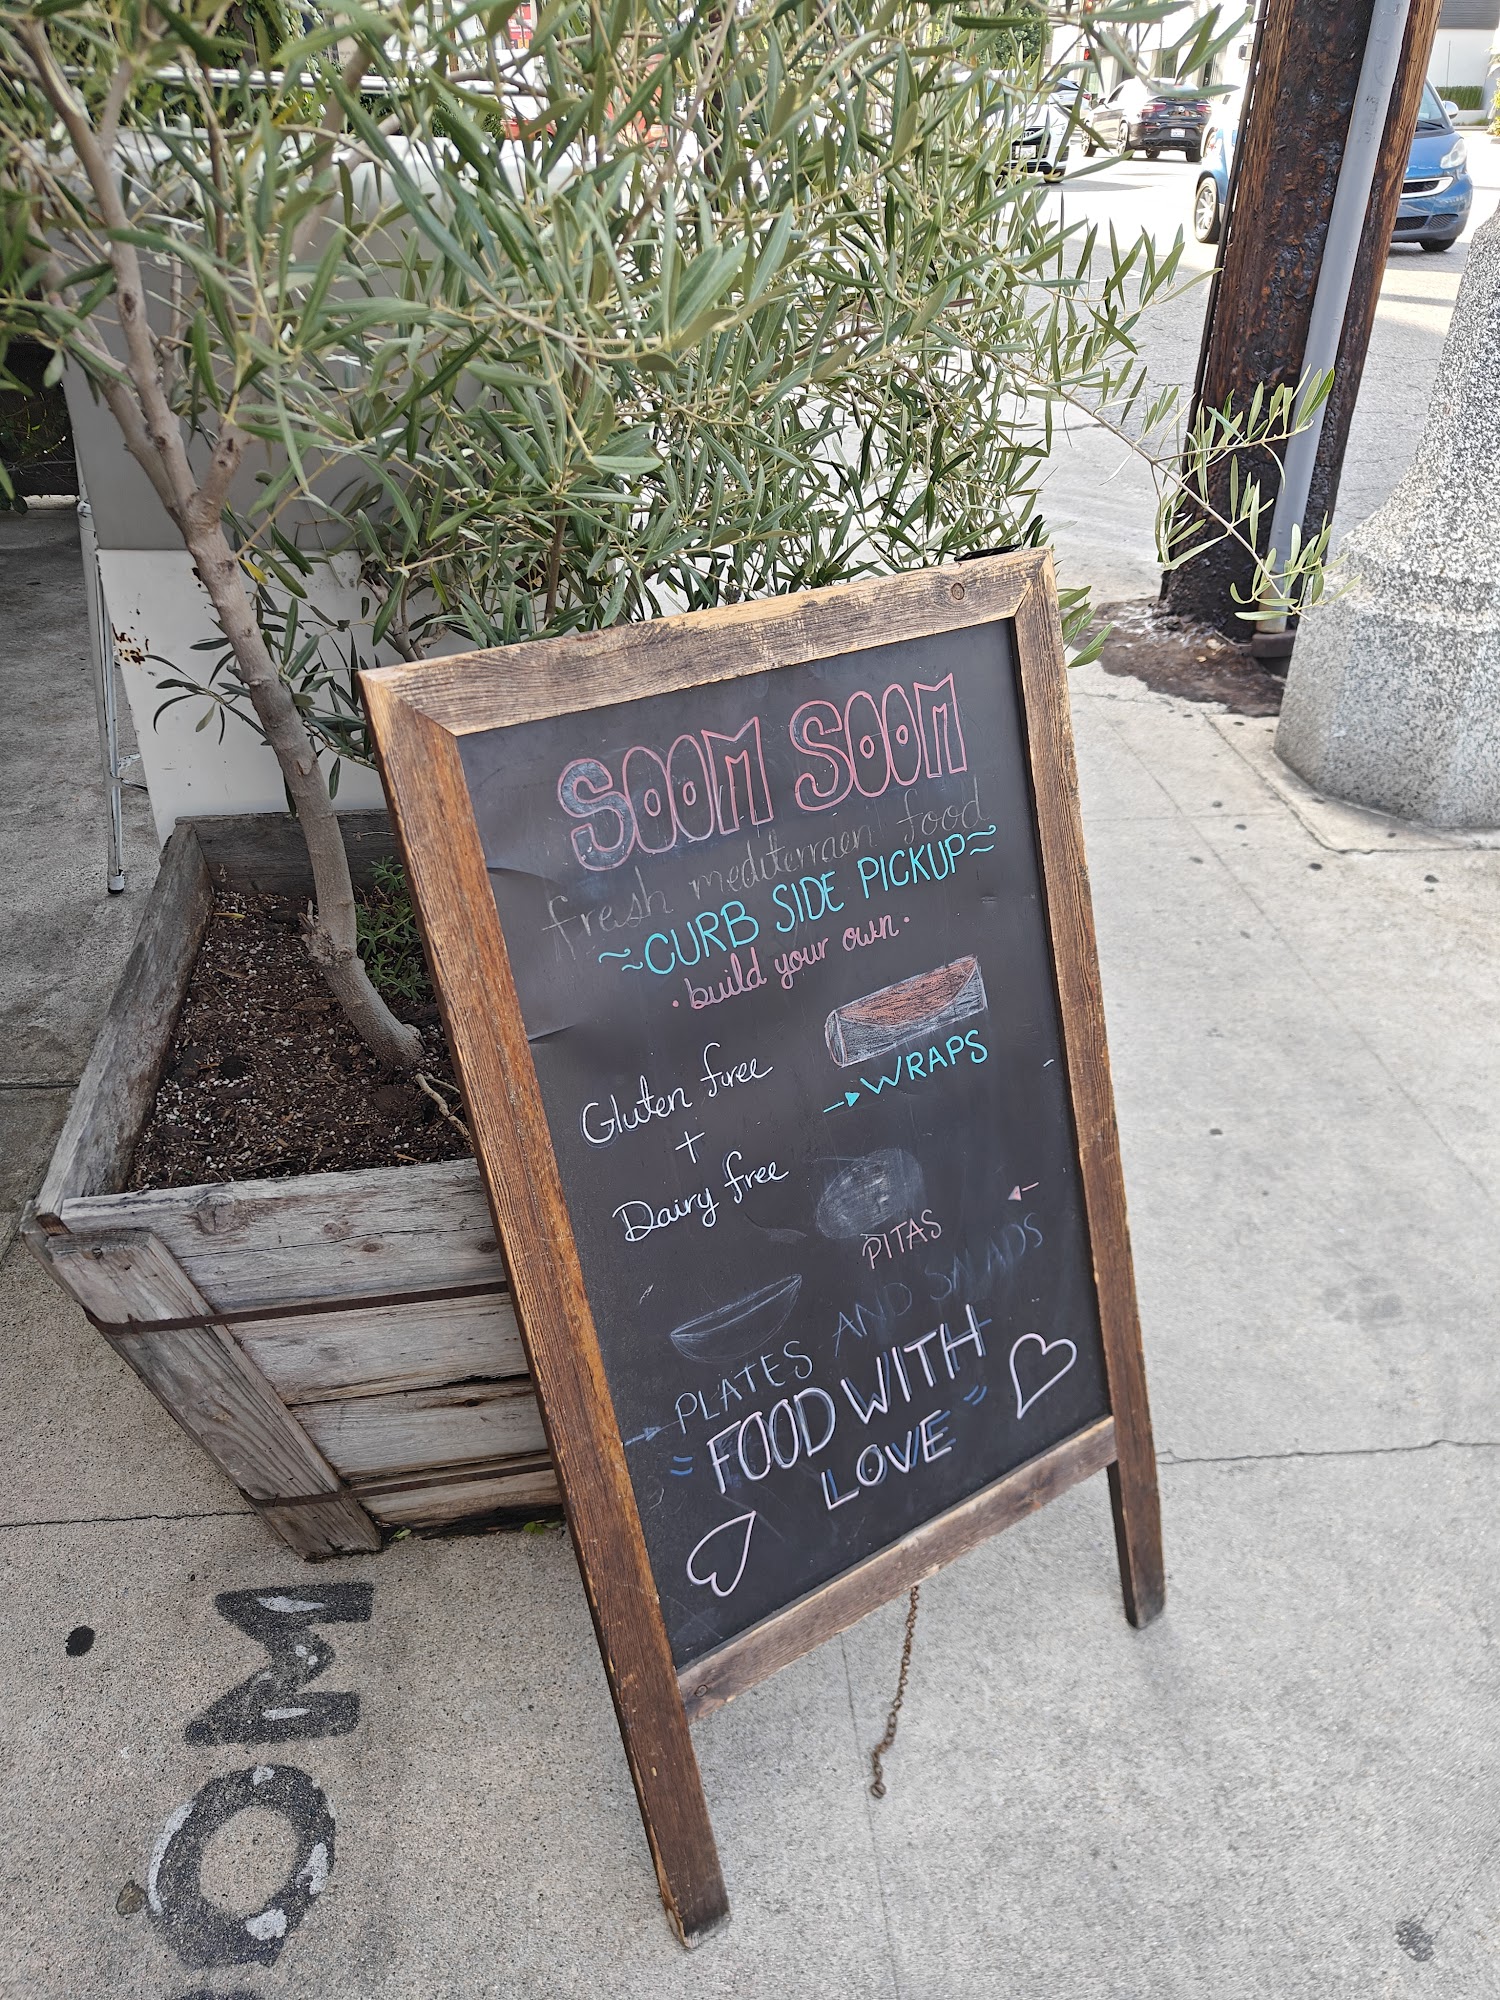 SOOM SOOM
fresh mediterraen food
~CURB SIDE PICKUP~
·build your own·
Gluten free
+
Dairy free
→WRAPS
PITAS ←
→PLATES AND SALADS
"FOOD WITH
LOVE"
OM